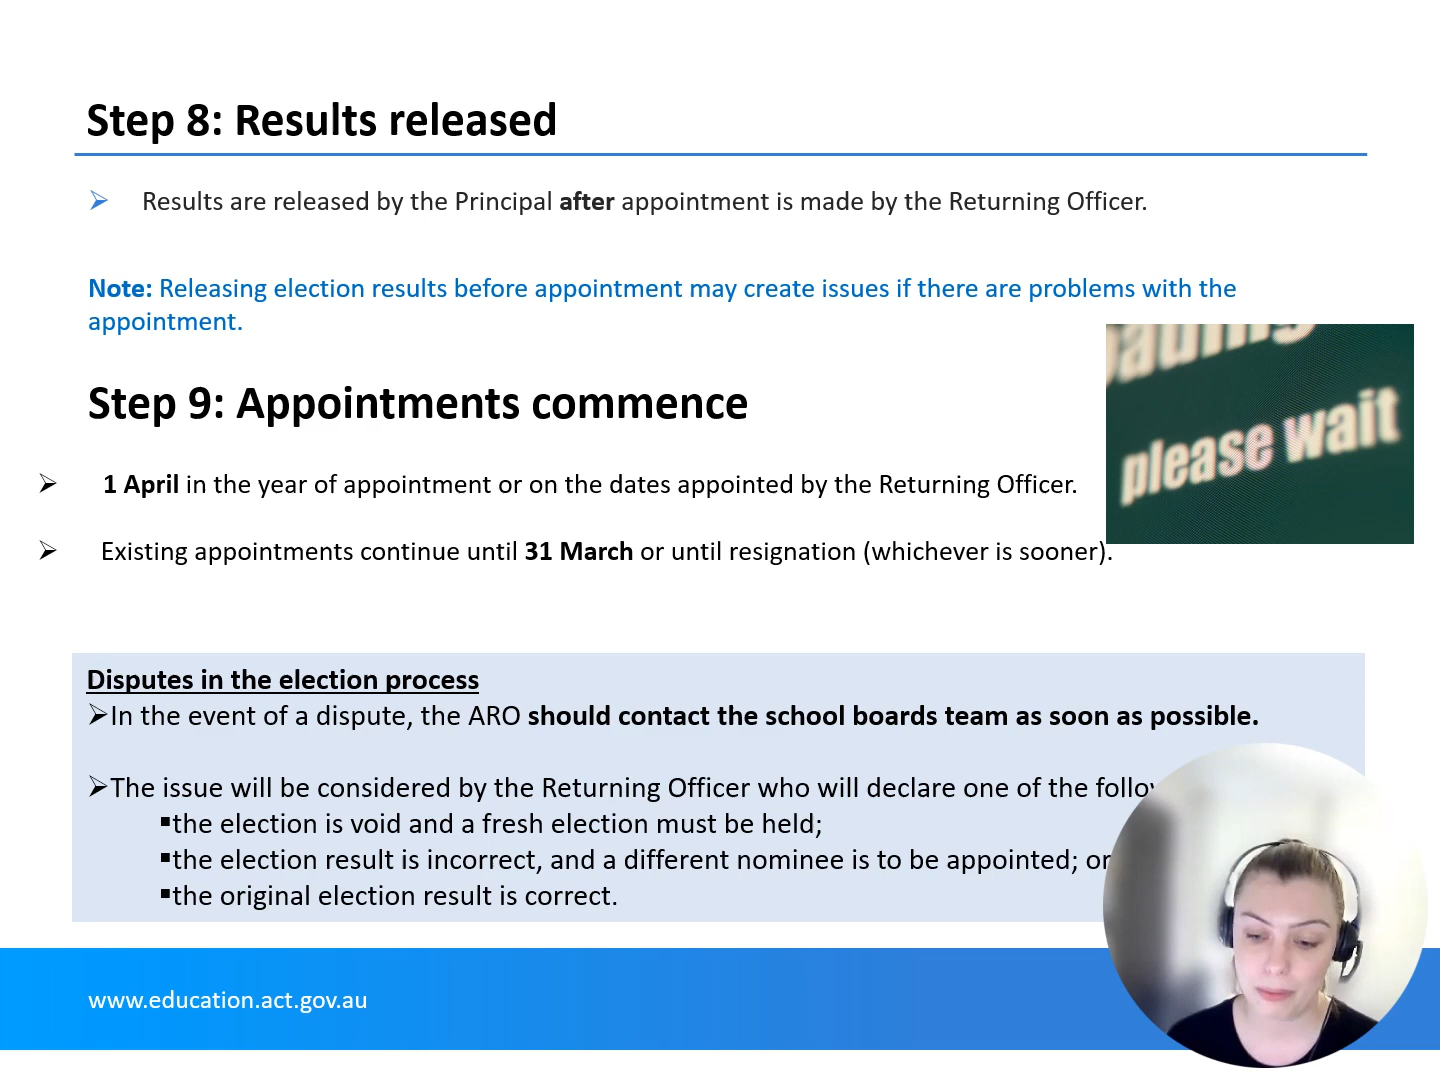 Step 8: Results released
➢ Results are released by the Principal after appointment is made by the Returning Officer.
Note: Releasing election results before appointment may create issues if there are problems with the
appointment.
please wait
Step 9: Appointments commence
➢ 1 April in the year of appointment or on the dates appointed by the Returning Officer.
➢ Existing appointments continue until 31 March or until resignation (whichever is sooner).
Disputes in the election process
➢In the event of a dispute, the ARO should contact the school boards team as soon as possible.
➢The issue will be considered by the Returning Officer who will declare one of the
▪the election is void and a fresh election must be held;
▪the election result is incorrect, and a different nominee is to be appointed; or
▪the original election result is correct.
www.education.act.gov.au